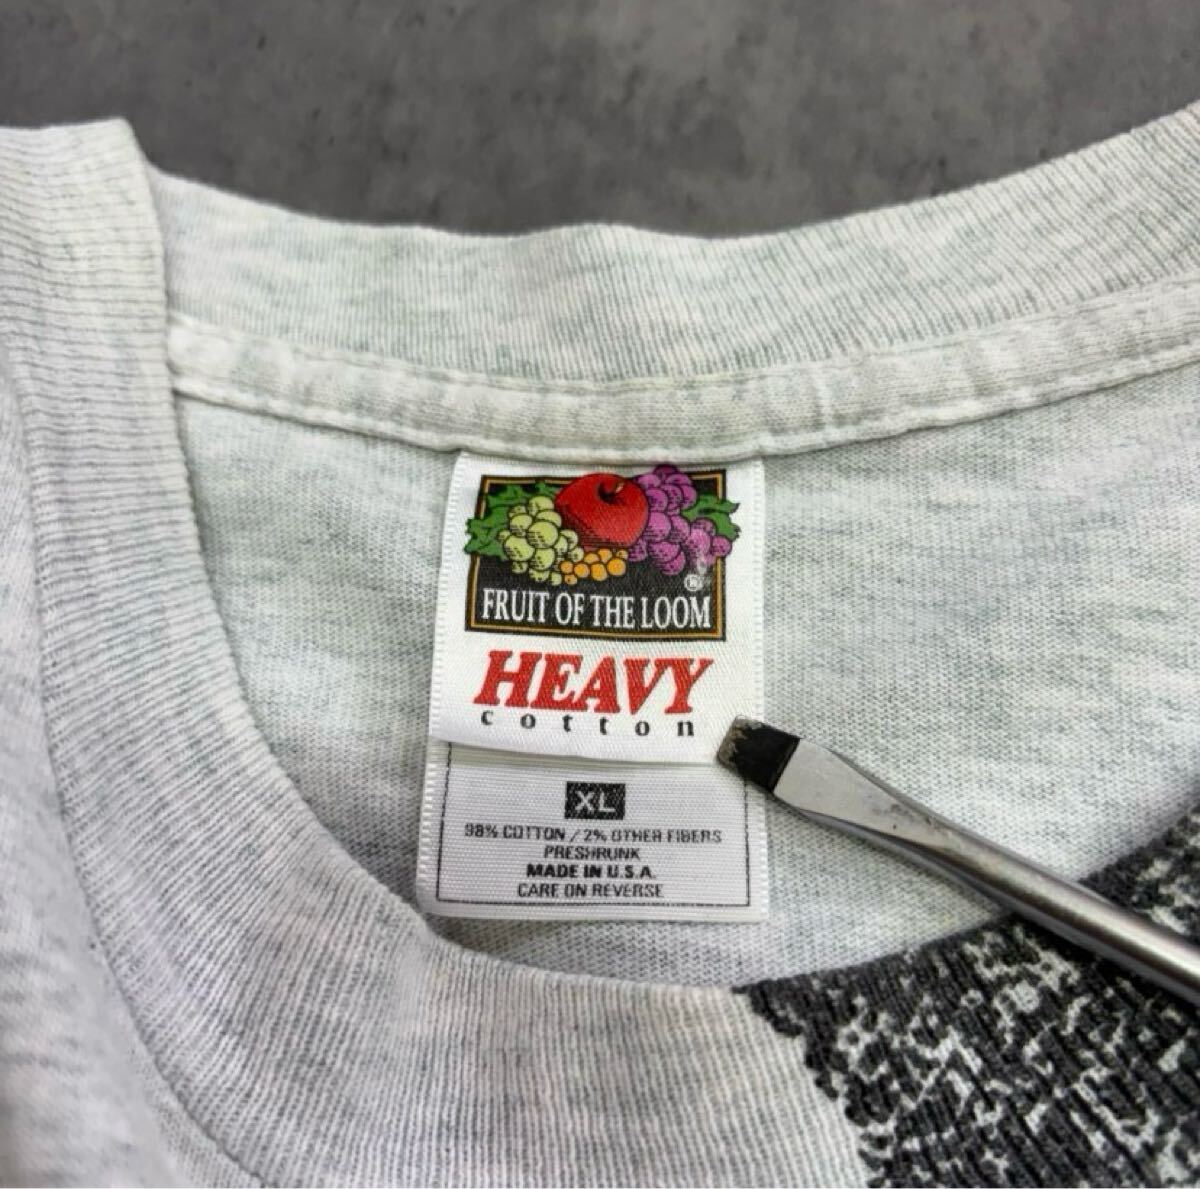 ®
FRUIT OF THE LOOM
HEAVY
cotton
XL
98% COTTON / 2% OTHER FIBERS
PRESHRUNK
MADE IN U.S.A.
CARE ON REVERSE